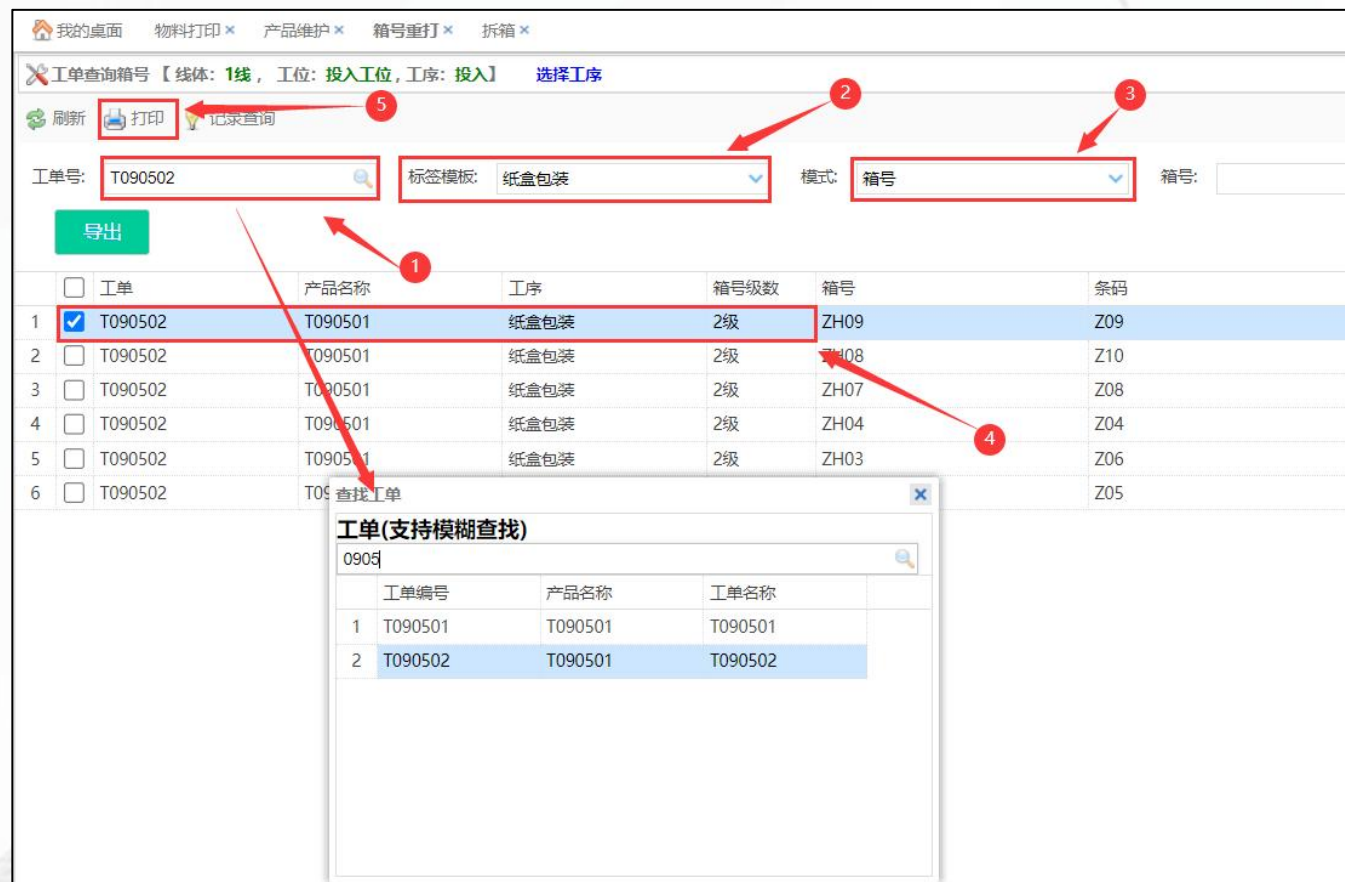 我的桌面 物料打印 × 产品维护 × 箱号重打 × 拆箱 ×
工单查询箱号【 线体: 1线 , 工位: 投入工位 , 工序: 投入】 选择工序
刷新 打印 记录查询 5 2 3
工单号: T090502 标签模板: 纸盒包装 模式: 箱号 箱号:
导出 1
工单 产品名称 工序 箱号级数 箱号 条码
1 T090502 T090501 纸盒包装 2级 ZH09 Z09
2 T090502 T090501 纸盒包装 2级 ZH08 Z10
3 T090502 T090501 纸盒包装 2级 ZH07 Z08
4 T090502 T090501 纸盒包装 2级 ZH04 Z04
4
5 T090502 T090501 纸盒包装 2级 ZH03 Z06
6 T090502 T09 Z05
查找工单
工单(支持模糊查找)
0905
工单编号 产品名称 工单名称
1 T090501 T090501 T090501
2 T090502 T090501 T090502